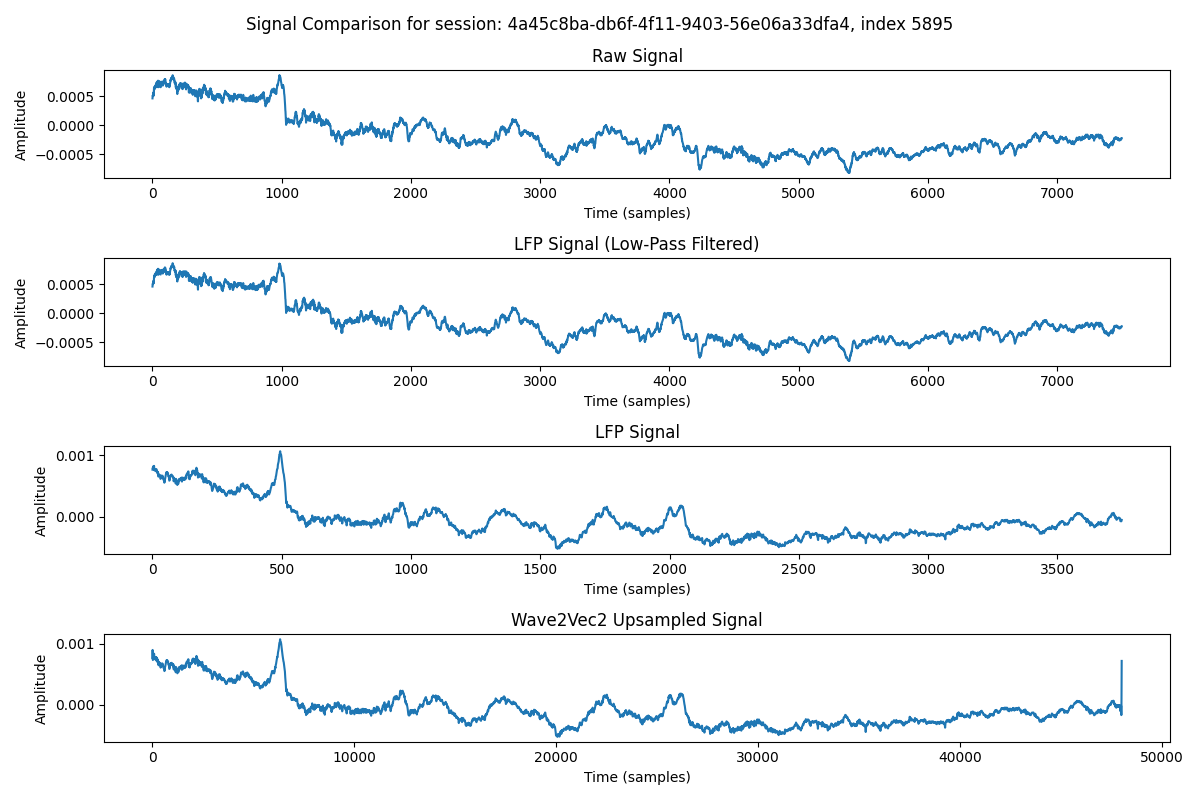 Signal Comparison for session: 4a45c8ba-db6f-4f11-9403-56e06a33dfa4, index 5895
Raw Signal
Amplitude
0.0005
0.0000
−0.0005
0 1000 2000 3000 4000 5000 6000 7000
Time (samples)
LFP Signal (Low-Pass Filtered)
Amplitude
0.0005
0.0000
−0.0005
0 1000 2000 3000 4000 5000 6000 7000
Time (samples)
LFP Signal
Amplitude
0.001
0.000
0 500 1000 1500 2000 2500 3000 3500
Time (samples)
Wave2Vec2 Upsampled Signal
Amplitude
0.001
0.000
0 10000 20000 30000 40000 50000
Time (samples)